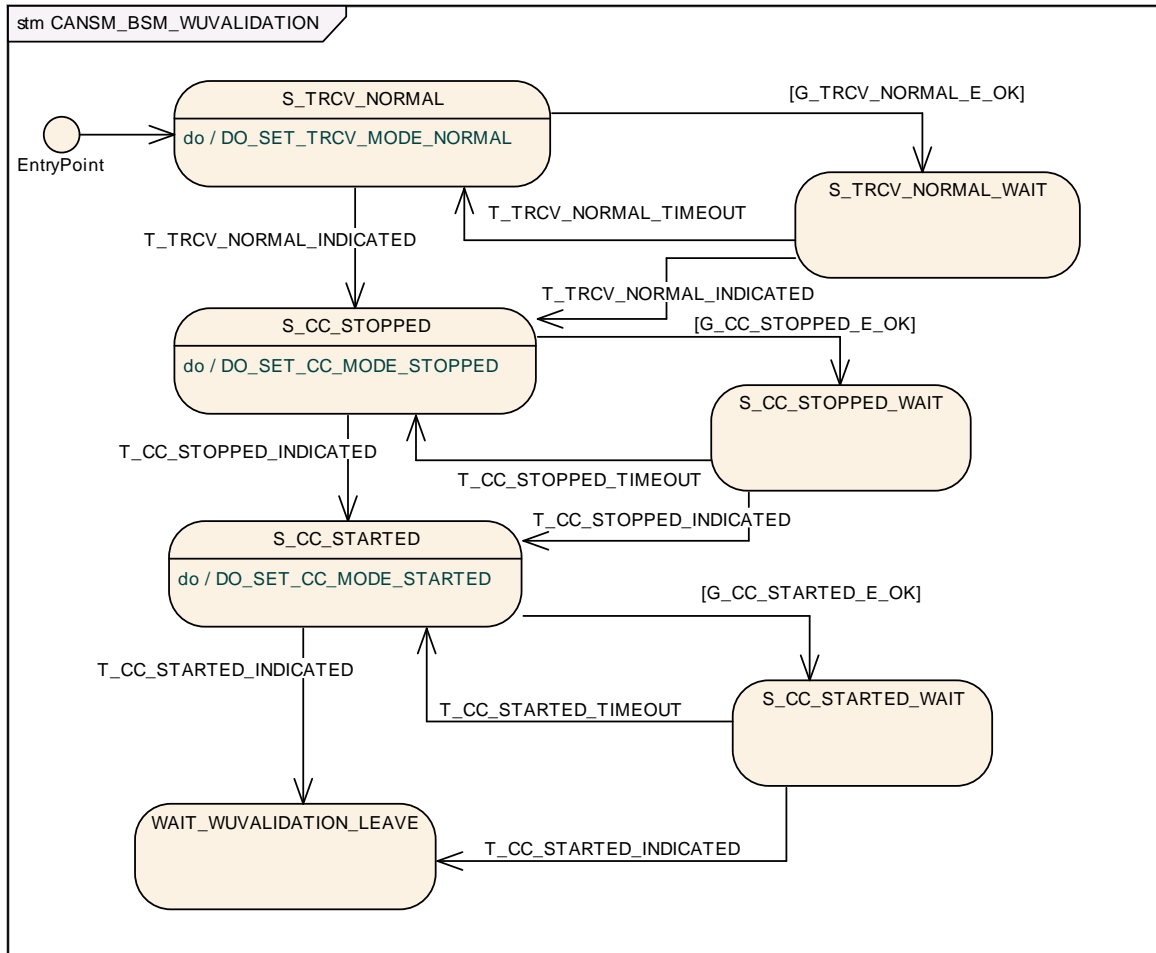 stm CANSM_BSM_WUVALIDATION
S_TRCV_NORMAL
do / DO_SET_TRCV_MODE_NORMAL
EntryPoint
[G_TRCV_NORMAL_E_OK]
S_TRCV_NORMAL_WAIT
T_TRCV_NORMAL_TIMEOUT
T_TRCV_NORMAL_INDICATED
T_TRCV_NORMAL_INDICATED
S_CC_STOPPED
do / DO_SET_CC_MODE_STOPPED
[G_CC_STOPPED_E_OK]
S_CC_STOPPED_WAIT
T_CC_STOPPED_INDICATED
T_CC_STOPPED_TIMEOUT
T_CC_STOPPED_INDICATED
S_CC_STARTED
do / DO_SET_CC_MODE_STARTED
[G_CC_STARTED_E_OK]
S_CC_STARTED_WAIT
T_CC_STARTED_INDICATED
T_CC_STARTED_TIMEOUT
WAIT_WUVALIDATION_LEAVE
T_CC_STARTED_INDICATED